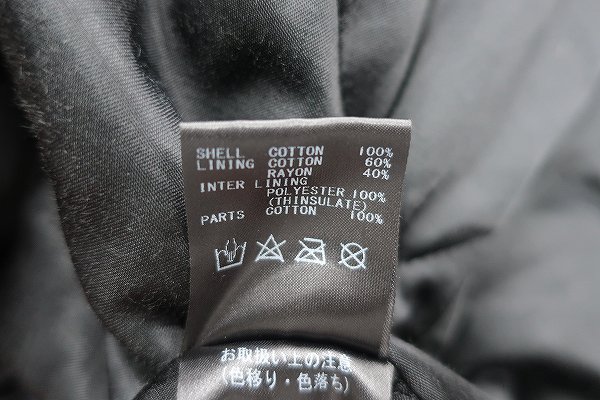 SHELL COTTON 100%
LINING COTTON 60%
RAYON 40%
INTER LINING
POLYESTER 100%
(THINSULATE)
PARTS COTTON 100%
お取扱い上の注意
(色移り・色落ち)